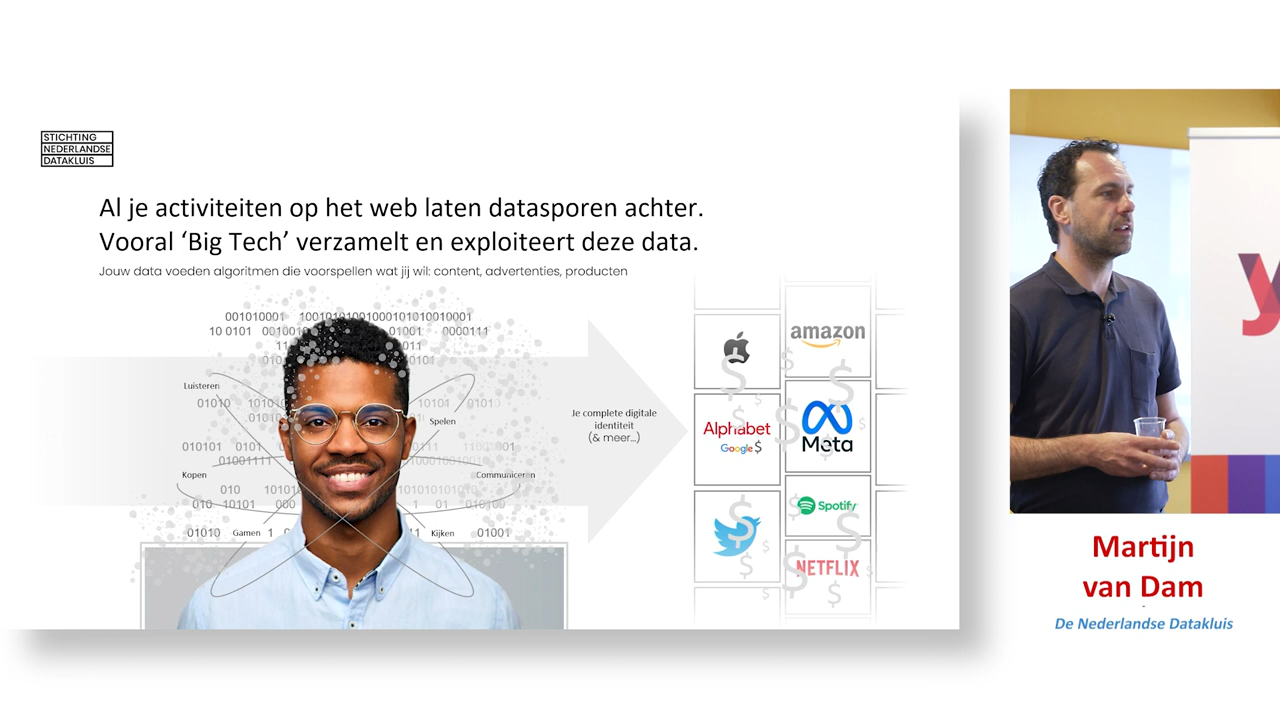 STICHTING
NEDERLANDSE
DATAKLUIS
Al je activiteiten op het web laten datasporen achter.
Vooral ‘Big Tech’ verzamelt en exploiteert deze data.
Jouw data voeden algoritmen die voorspellen wat jij wil: content, advertenties, producten
Luisteren
Spelen
Kopen
Communiceren
Gamen
Kijken
01010
01001
Je complete digitale
identiteit
(& meer...)
amazon
Alphabet
Google $
Meta
Spotify
NETFLIX
y
Martijn
van Dam
De Nederlandse Datakluis